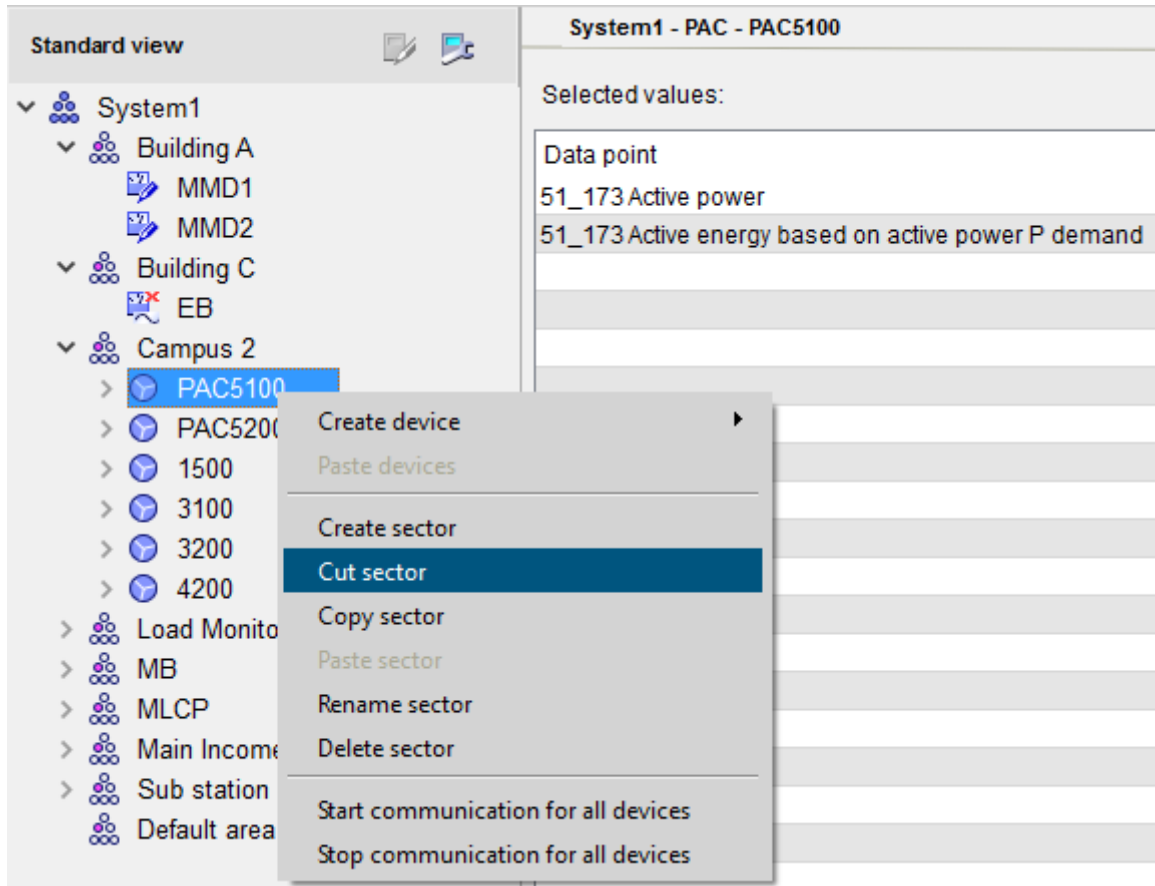 Standard view
System1
Building A
MMD1
MMD2
Building C
EB
Campus 2
PAC5100
PAC5200
1500
3100
3200
4200
Load Monito
MB
MLCP
Main Income
Sub station
Default area
Create device
Paste devices
Create sector
Cut sector
Copy sector
Paste sector
Rename sector
Delete sector
Start communication for all devices
Stop communication for all devices
System1 - PAC - PAC5100
Selected values:
Data point
51_173 Active power
51_173 Active energy based on active power P demand